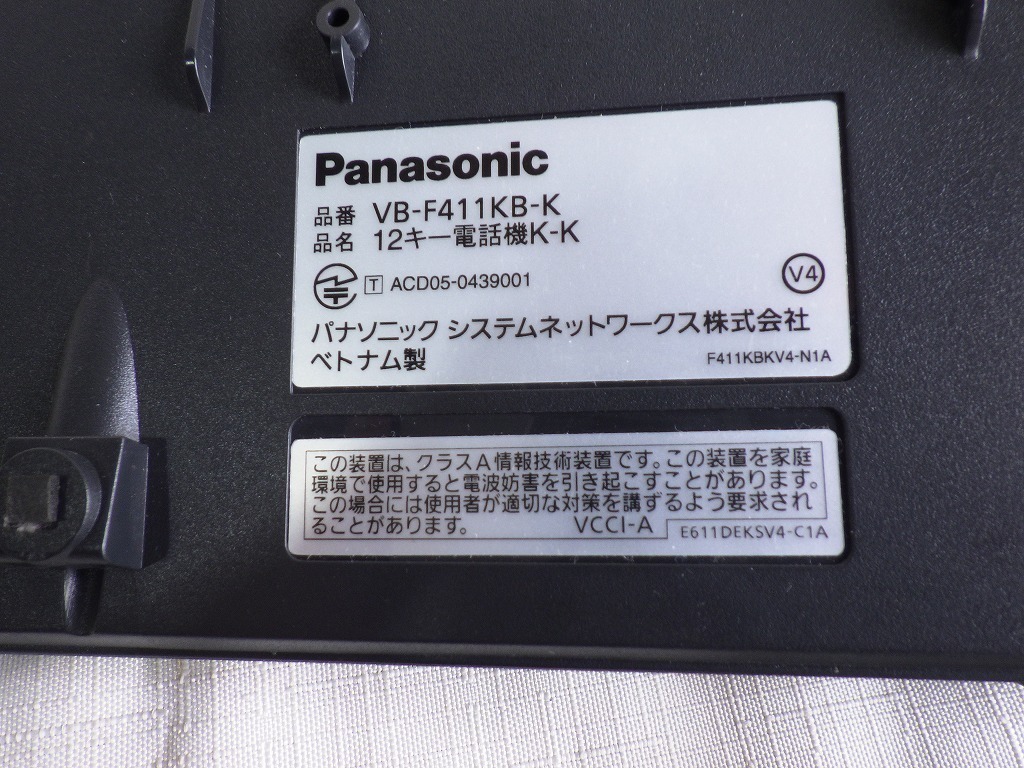 Panasonic
品番 VB-F411KB-K
品名 12キー電話機K-K
T ACD05-0439001
V4
パナソニック システムネットワークス株式会社
ベトナム製
F411KBKV4-N1A
この装置は、クラスA情報技術装置です。この装置を家庭
環境で使用すると電波妨害を引き起こすことがあります。
この場合には使用者が適切な対策を講ずるよう要求され
ることがあります。 VCCI-A
E611DEKSV4-C1A